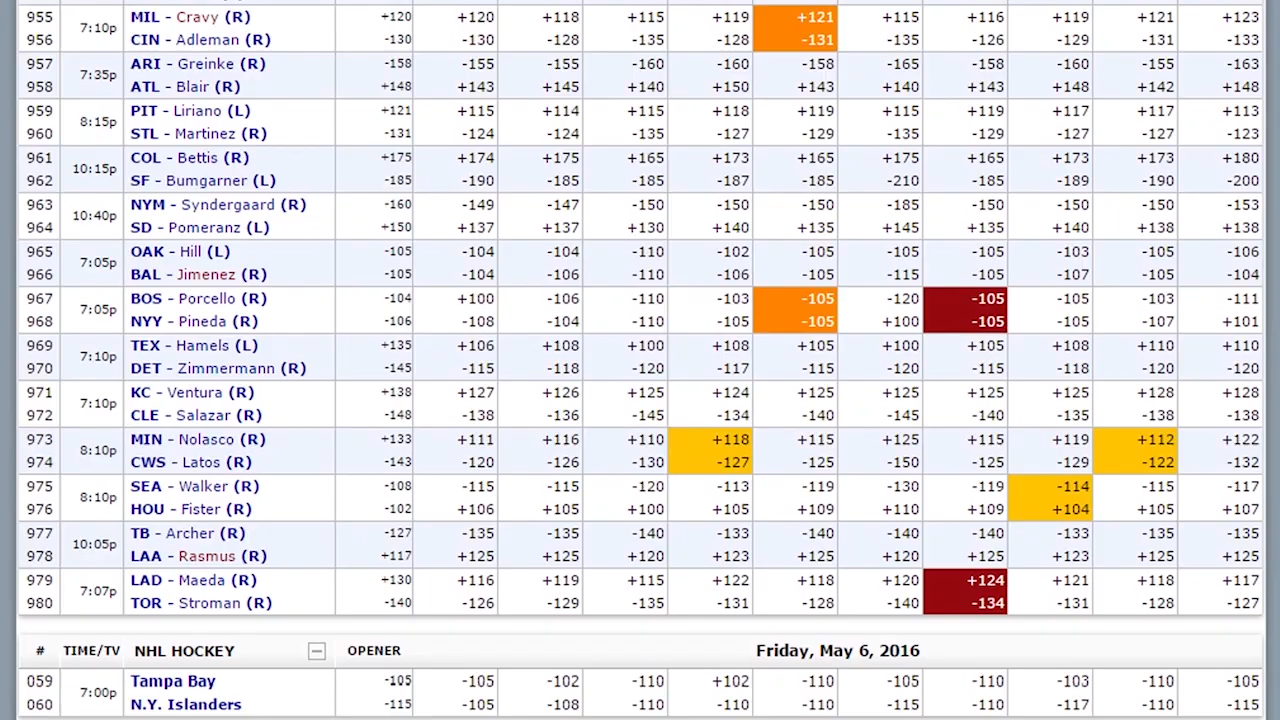 955 7:10p MIL - Cravy (R) +120 +120 +118 +115 +119 +121 +115 +116 +119 +121 +123
956 CIN - Adleman (R) -130 -130 -128 -135 -128 -131 -135 -126 -129 -131 -133
957 7:35p ARI - Greinke (R) -158 -155 -155 -160 -160 -158 -165 -158 -160 -155 -163
958 ATL - Blair (R) +148 +143 +145 +140 +150 +143 +140 +143 +148 +142 +148
959 8:15p PIT - Liriano (L) +121 +115 +114 +115 +118 +119 +115 +119 +117 +117 +113
960 STL - Martinez (R) -131 -124 -124 -135 -127 -129 -135 -129 -127 -127 -123
961 10:15p COL - Bettis (R) +175 +174 +175 +165 +173 +165 +175 +165 +173 +173 +180
962 SF - Bumgarner (L) -185 -190 -185 -185 -187 -185 -210 -185 -189 -190 -200
963 10:40p NYM - Syndergaard (R) -160 -149 -147 -150 -150 -150 -185 -150 -150 -150 -153
964 SD - Pomeranz (L) +150 +137 +137 +130 +140 +135 +145 +135 +140 +138 +138
965 7:05p OAK - Hill (L) -105 -104 -104 -110 -102 -105 -105 -105 -103 -105 -106
966 BAL - Jimenez (R) -105 -104 -106 -110 -106 -105 -115 -105 -107 -105 -104
967 7:05p BOS - Porcello (R) -104 +100 -106 -110 -103 -105 -120 -105 -105 -103 -111
968 NYY - Pineda (R) -106 -108 -104 -110 -105 -105 +100 -105 -105 -107 +101
969 7:10p TEX - Hamels (L) +135 +106 +108 +100 +108 +105 +100 +105 +108 +110 +110
970 DET - Zimmermann (R) -145 -115 -118 -120 -117 -115 -120 -115 -118 -120 -120
971 7:10p KC - Ventura (R) +138 +127 +126 +125 +124 +125 +125 +125 +125 +128 +128
972 CLE - Salazar (R) -148 -138 -136 -145 -134 -140 -145 -140 -135 -138 -138
973 8:10p MIN - Nolasco (R) +133 +111 +116 +110 +118 +115 +125 +115 +119 +112 +122
974 CWS - Latos (R) -143 -120 -126 -130 -127 -125 -150 -125 -129 -122 -132
975 8:10p SEA - Walker (R) -108 -115 -115 -120 -113 -119 -130 -119 -114 -115 -117
976 HOU - Fister (R) -102 +106 +105 +100 +105 +109 +110 +109 +104 +105 +107
977 10:05p TB - Archer (R) -127 -135 -135 -140 -133 -140 -140 -140 -133 -135 -135
978 LAA - Rasmus (R) +117 +125 +125 +120 +123 +125 +120 +125 +123 +125 +125
979 7:07p LAD - Maeda (R) +130 +116 +119 +115 +122 +118 +120 +124 +121 +118 +117
980 TOR - Stroman (R) -140 -126 -129 -135 -131 -128 -140 -134 -131 -128 -127
# TIME/TV NHL HOCKEY OPENER Friday, May 6, 2016
059 7:00p Tampa Bay -105 -105 -102 -110 +102 -110 -105 -110 -103 -110 -105
060 N.Y. Islanders -115 -105 -108 -110 -110 -110 -115 -110 -117 -110 -115